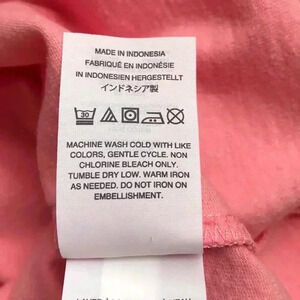 MADE IN INDONESIA
FABRIQUÉ EN INDONÉSIE
IN INDONESIEN HERGESTELLT
インドネシア製
30
MACHINE WASH COLD WITH LIKE
COLORS, GENTLE CYCLE. NON
CHLORINE BLEACH ONLY.
TUMBLE DRY LOW. WARM IRON
AS NEEDED. DO NOT IRON ON
EMBELLISHMENT.